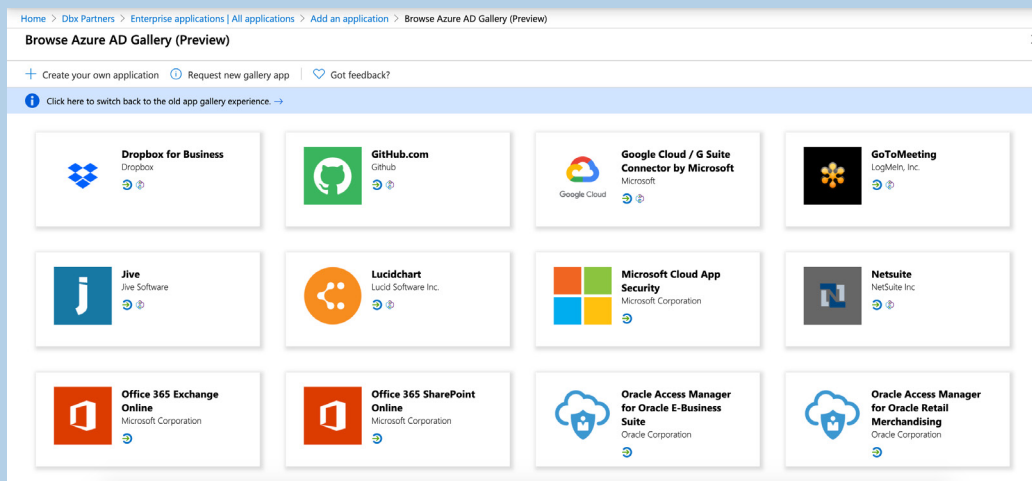 Home > Dbx Partners > Enterprise applications | All applications > Add an application > Browse Azure AD Gallery (Preview)
Browse Azure AD Gallery (Preview)
Create your own application Request new gallery app Got feedback?
Click here to switch back to the old app gallery experience. →
Dropbox for Business
Dropbox
GitHub.com
Github
Google Cloud / G Suite
Connector by Microsoft
Microsoft
Google Cloud
GoToMeeting
LogMeIn, Inc.
Jive
Jive Software
Lucidchart
Lucid Software Inc.
Microsoft Cloud App
Security
Microsoft Corporation
Netsuite
NetSuite Inc
Office 365 Exchange
Online
Microsoft Corporation
Office 365 SharePoint
Online
Microsoft Corporation
Oracle Access Manager
for Oracle E-Business
Suite
Oracle Corporation
Oracle Access Manager
for Oracle Retail
Merchandising
Oracle Corporation